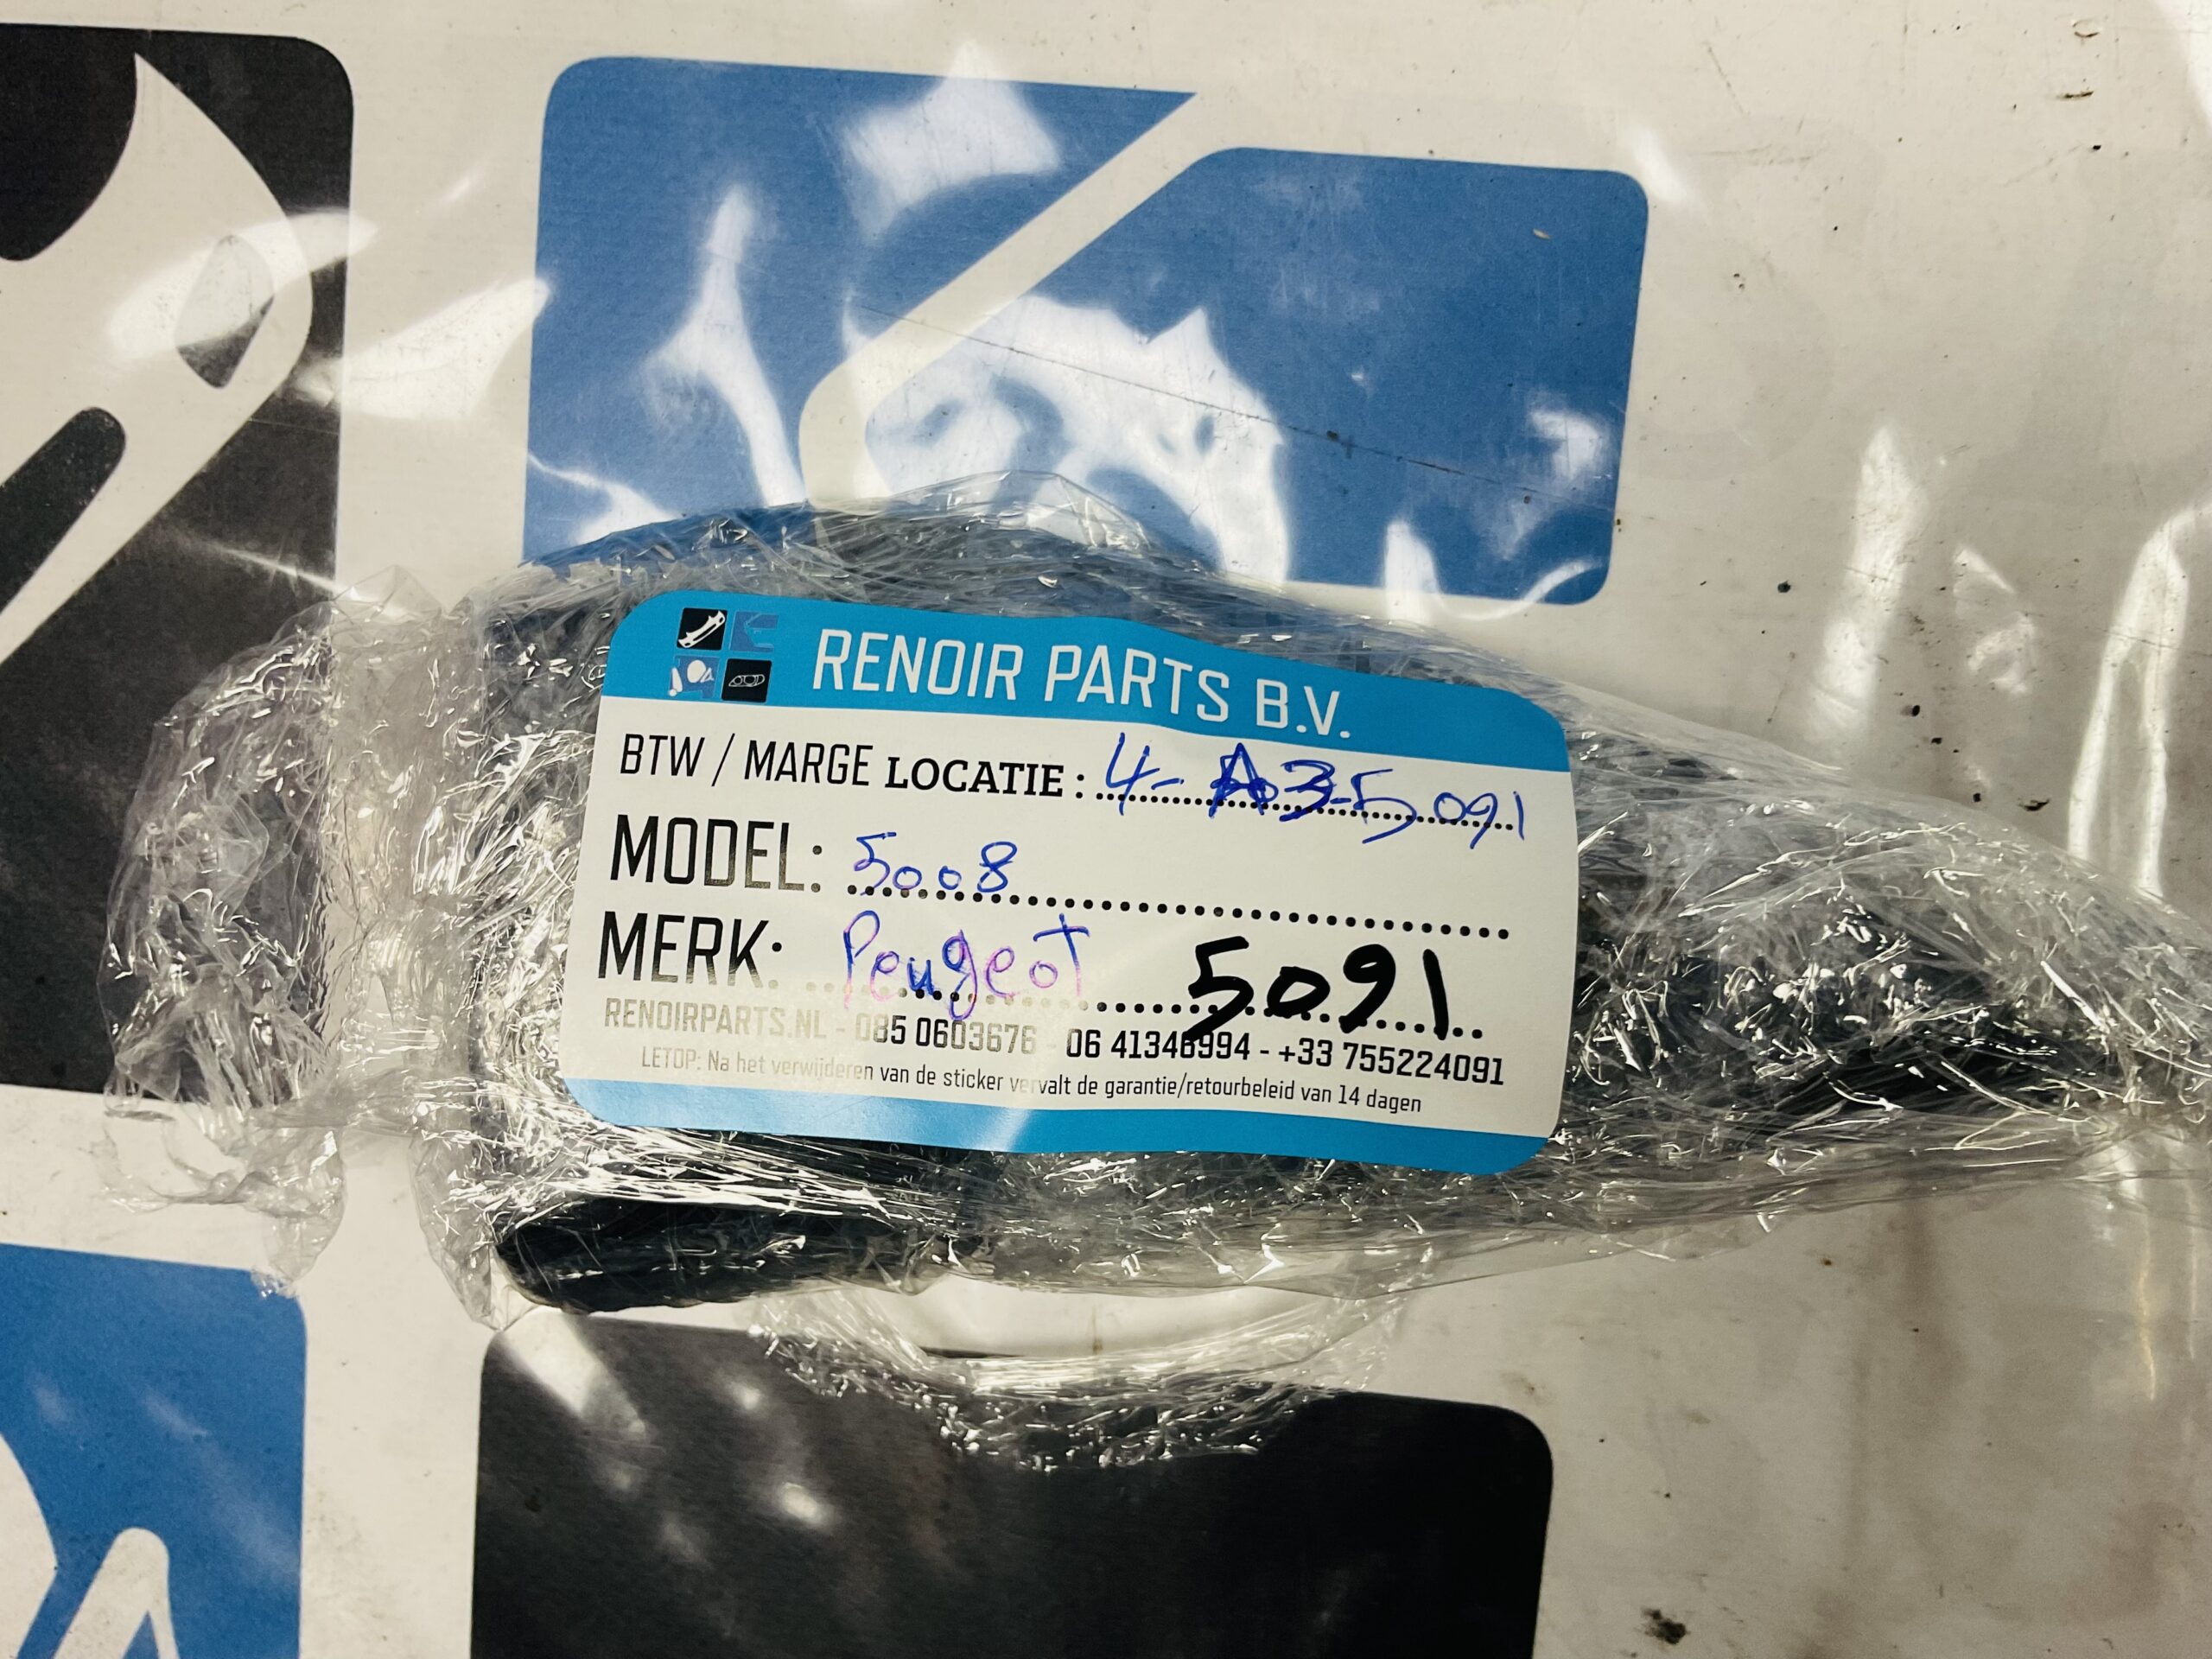 RENOIR PARTS B.V.
BTW / MARGE LOCATIE : 4- A3-5091
MODEL: 5008
MERK: Peugeot 5091
RENOIRPARTS.NL - 085 0603676 - 06 41346994 - +33 755224091
LETOP: Na het verwijderen van de sticker vervalt de garantie/retourbeleid van 14 dagen